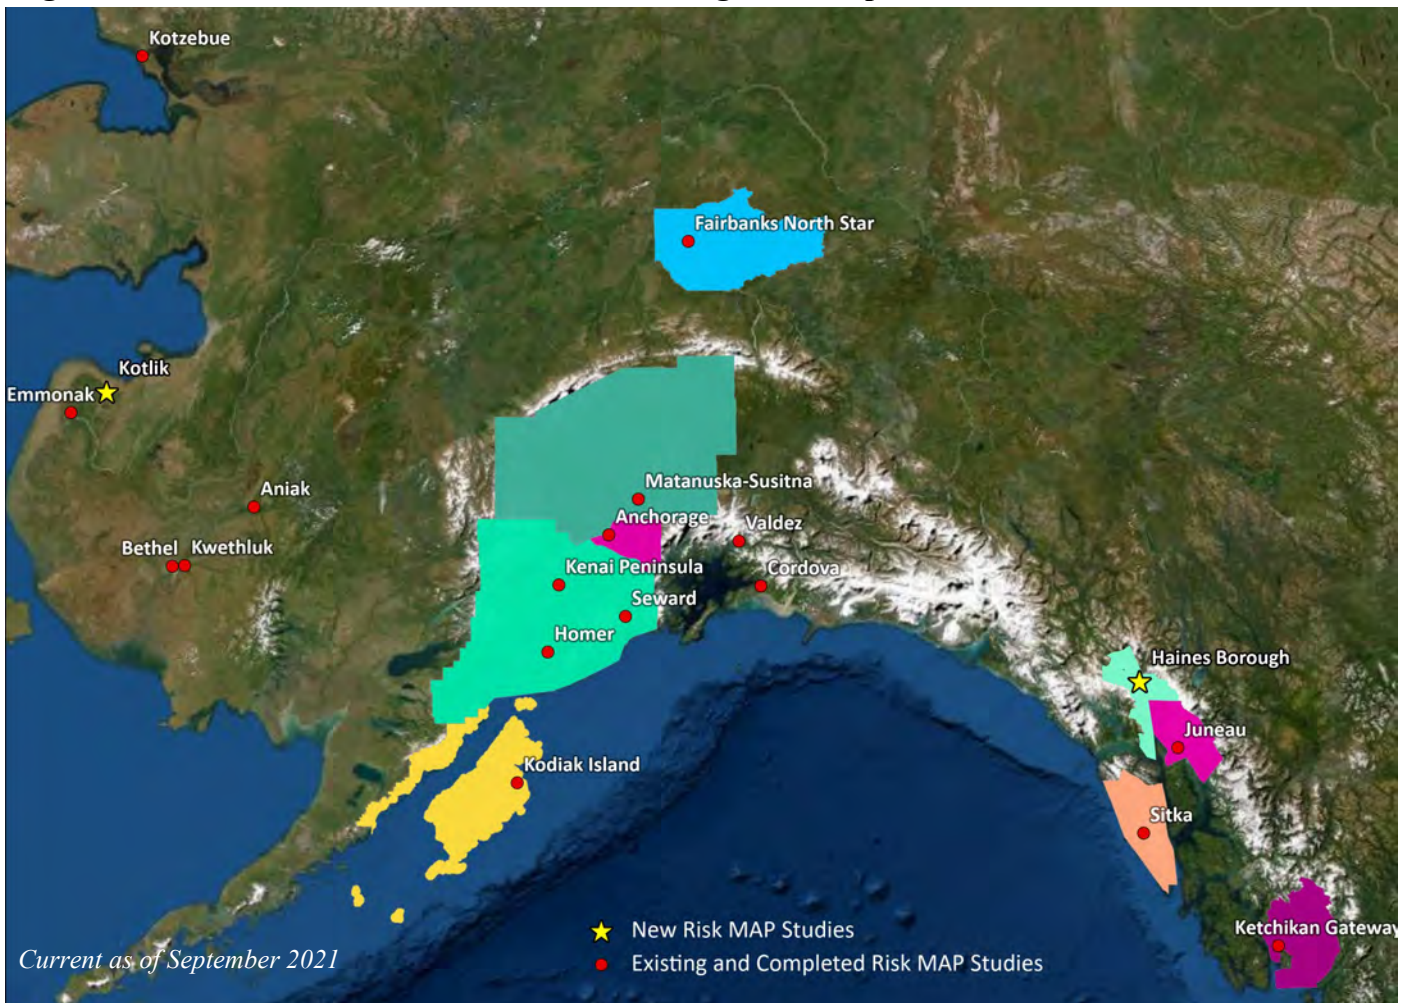 Kotzebue
Fairbanks North Star
Kotlik
Emmonak
Aniak
Matanuska-Susitna
Anchorage
Valdez
Bethel Kwethluk
Kenai Peninsula
Cordova
Seward
Homer
Haines Borough
Juneau
Kodiak Island
Sitka
Ketchikan Gateway
New Risk MAP Studies
Existing and Completed Risk MAP Studies
Current as of September 2021